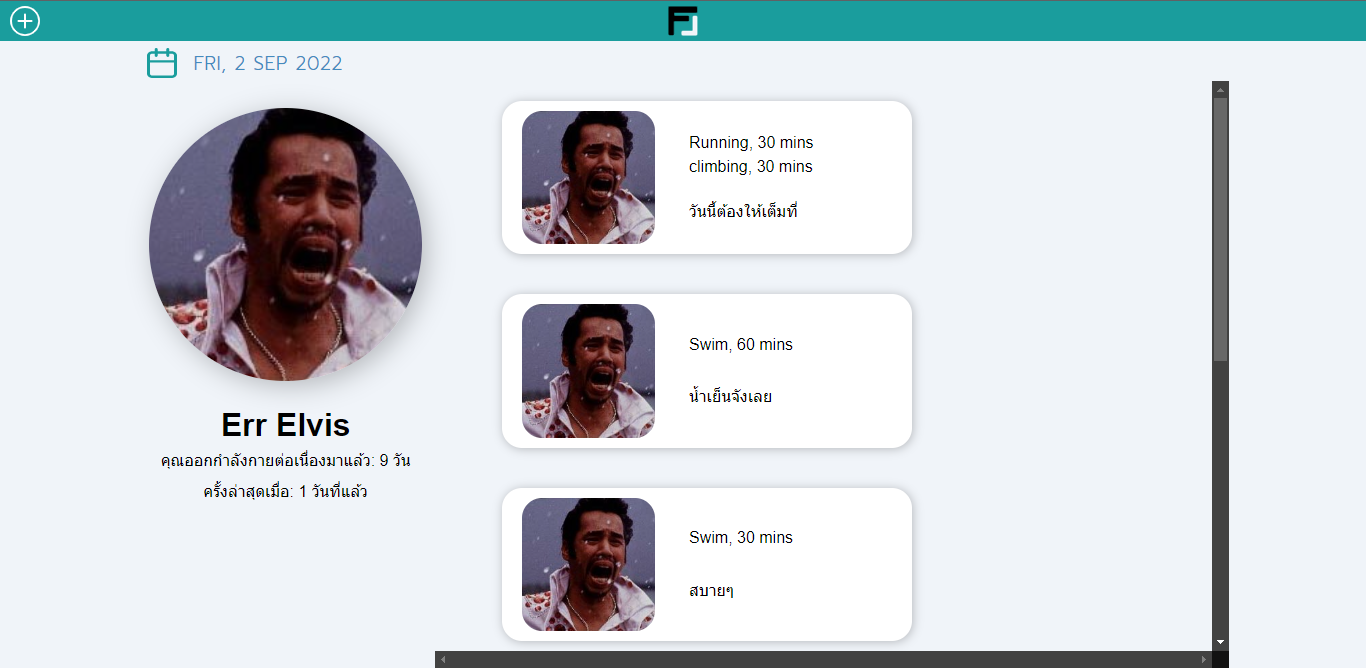 FRI, 2 SEP 2022
Err Elvis
คุณออกกำลังกายต่อเนื่องมาแล้ว: 9 วัน
ครั้งล่าสุดเมื่อ: 1 วันที่แล้ว
Running, 30 mins
climbing, 30 mins
วันนี้ต้องให้เต็มที่
Swim, 60 mins
น้ำเย็นจังเลย
Swim, 30 mins
สบายๆ